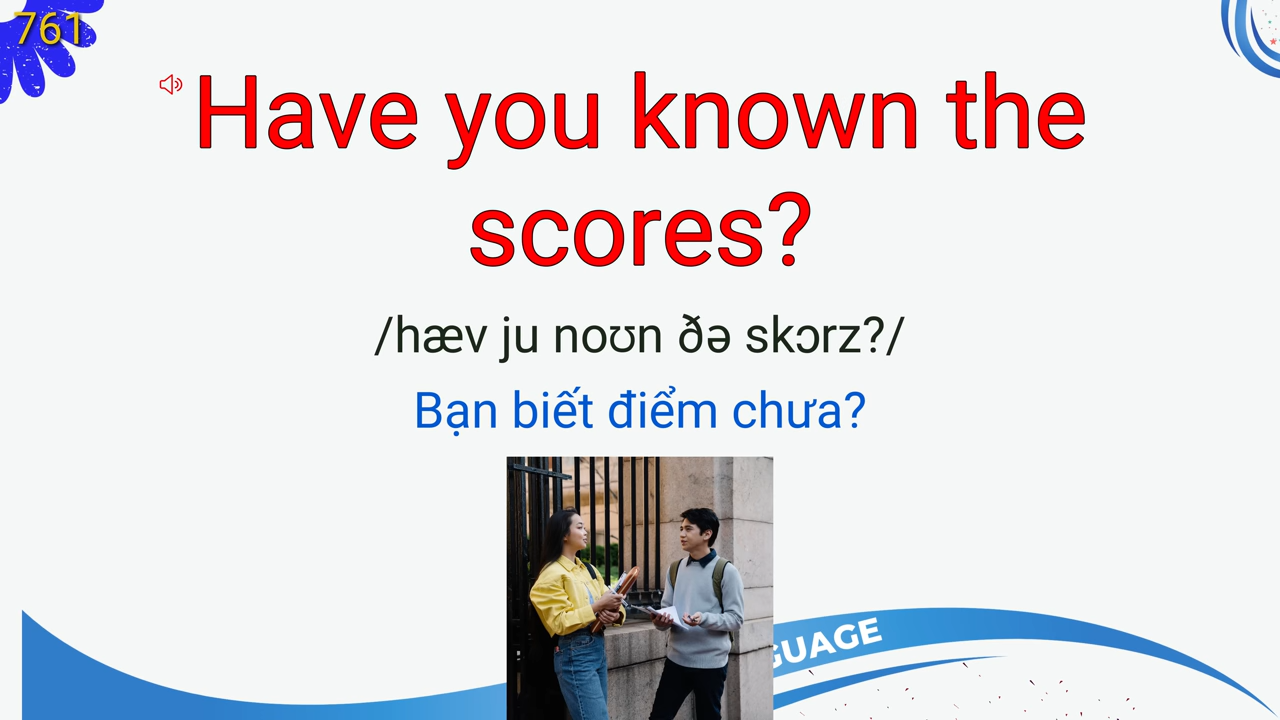 761
Have you known the
scores?
/hæv ju noʊn ðə skɔrz?/
Bạn biết điểm chưa?
GUAGE